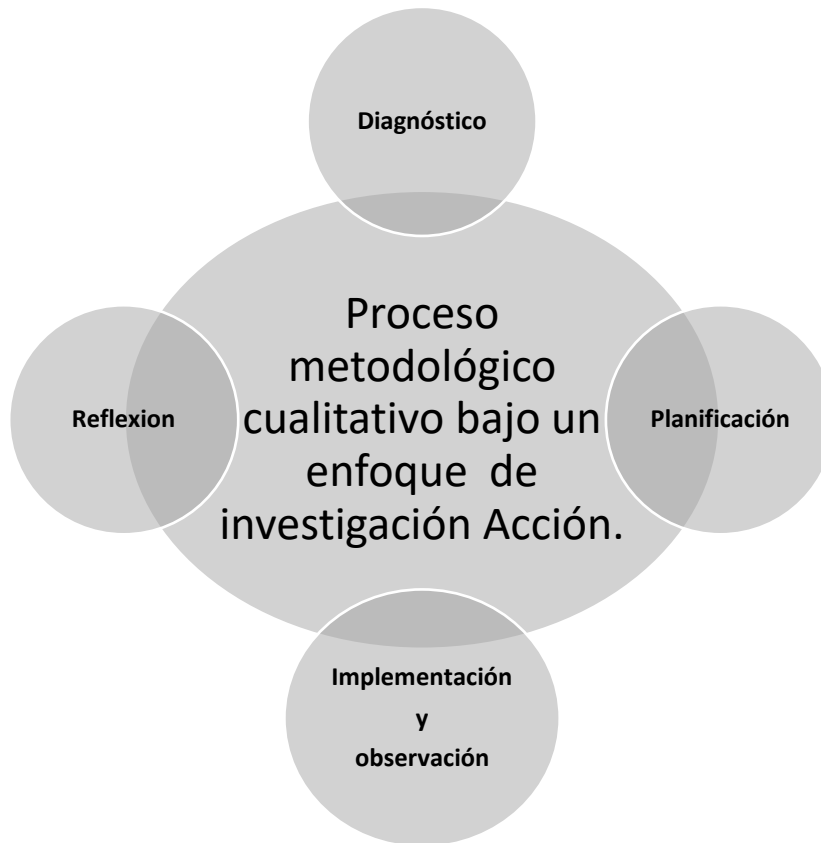 Diagnóstico
Proceso
metodológico
cualitativo bajo un
enfoque de
investigación Acción.
Reflexion
Planificación
Implementación
y
observación